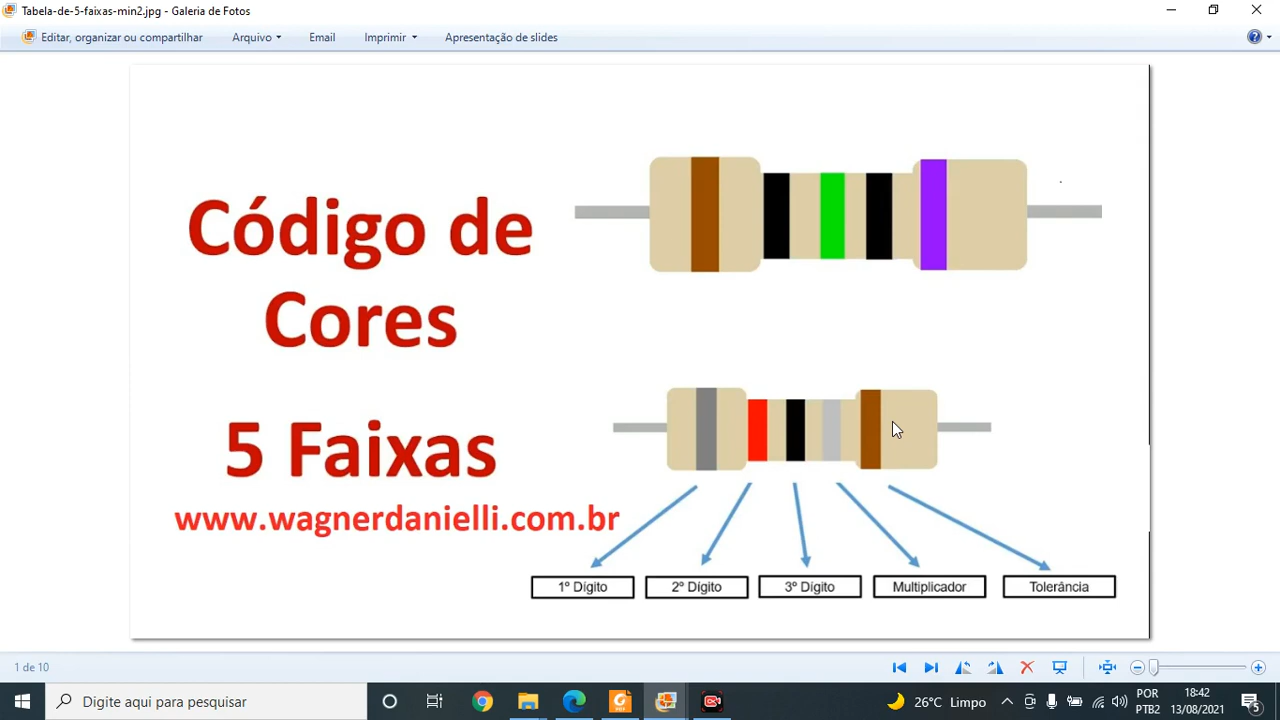 Tabela-de-5-faixas-min2.jpg - Galeria de Fotos
Editar, organizar ou compartilhar Arquivo Email Imprimir Apresentação de slides
Código de
Cores
5 Faixas
www.wagnerdanielli.com.br
1º Dígito 2º Dígito 3º Dígito Multiplicador Tolerância
1 de 10
Digite aqui para pesquisar
26°C Limpo
POR
PTB2
18:42
13/08/2021
5